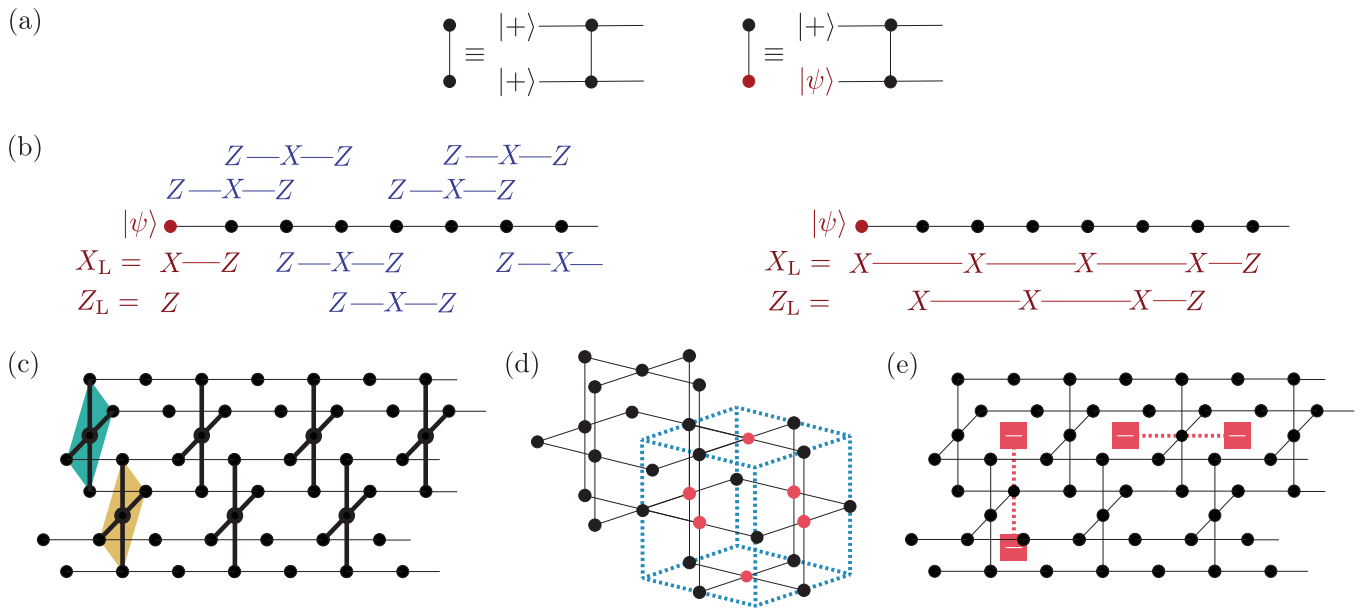 (a)
|+⟩ ≡ |+⟩
|+⟩ ≡ |ψ⟩
(b)
Z—X—Z Z—X—Z
Z—X—Z Z—X—Z
|ψ⟩ |ψ⟩
X_L = X—Z Z—X—Z Z—X— X_L = X—X—X—X—Z
Z_L = Z Z—X—Z Z_L = X—X—X—Z
(c) (d) (e)
— — —
—